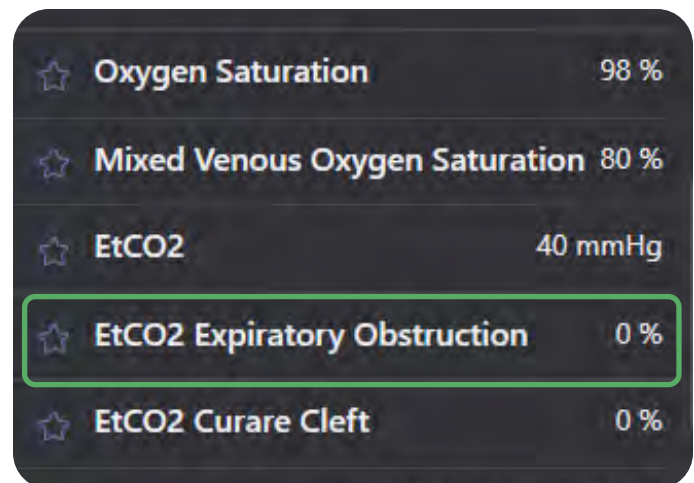 Oxygen Saturation 98 %
Mixed Venous Oxygen Saturation 80 %
EtCO2 40 mmHg
EtCO2 Expiratory Obstruction 0 %
EtCO2 Curare Cleft 0 %